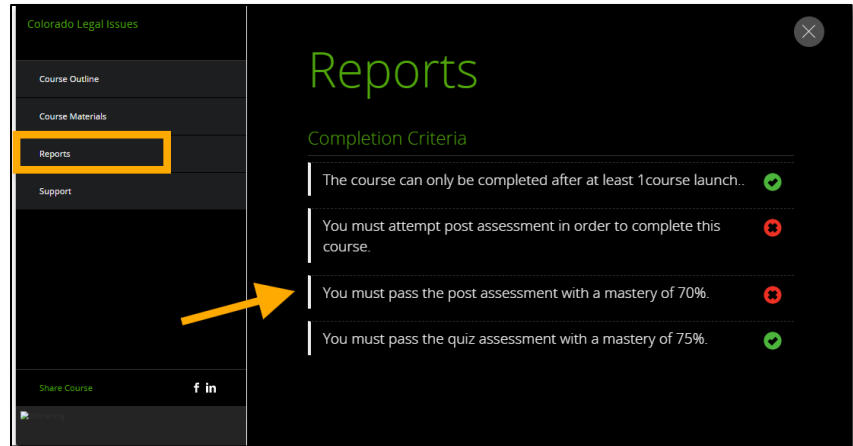 Colorado Legal Issues
Course Outline
Course Materials
Reports
Support
Share Course
f in
Reports
Completion Criteria
The course can only be completed after at least 1course launch..
You must attempt post assessment in order to complete this
course.
You must pass the post assessment with a mastery of 70%.
You must pass the quiz assessment with a mastery of 75%.